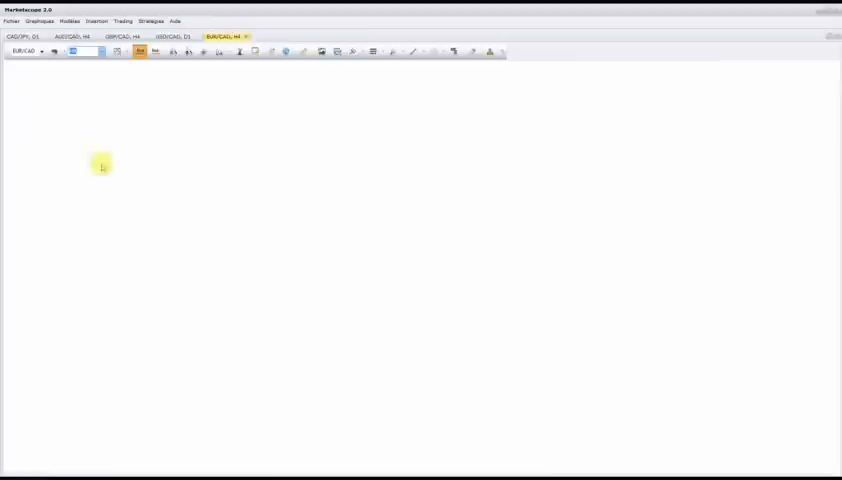 Marketscope 2.0
Fichier Graphiques Modèles Insertion Trading Stratégies Aide
CAD/JPY, D1 AUD/CAD, H4 GBP/CAD, H4 USD/CAD, D1 EUR/CAD, H4
EUR/CAD